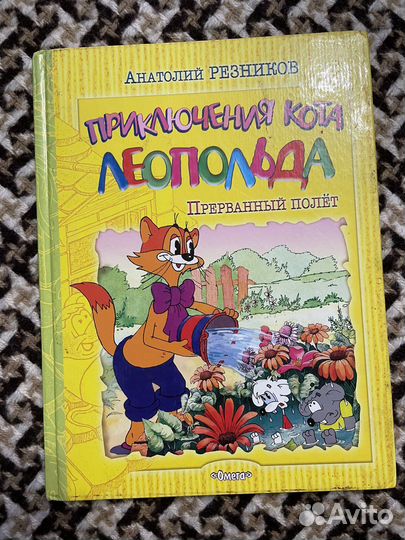 Анатолий РЕЗНИКОВ
ПРИКЛЮЧЕНИЯ КОТА
ЛЕОПОЛЬДА
ПРЕРВАННЫЙ ПОЛЁТ
«Омега»
Avito